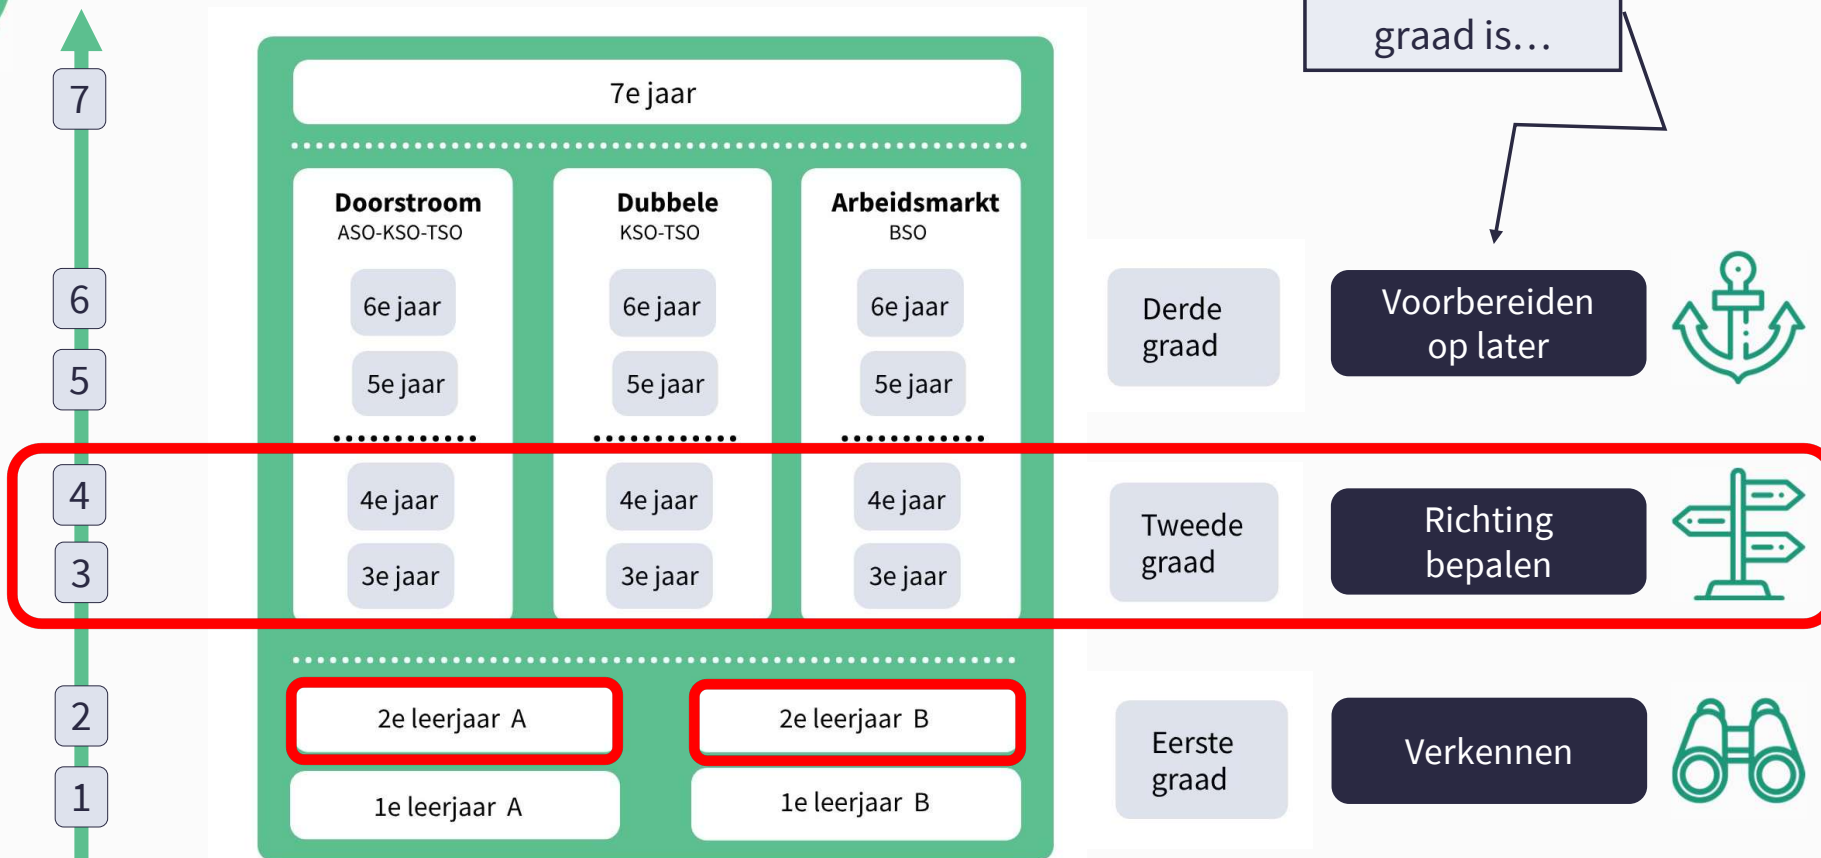 graad is...
7
7e jaar
Doorstroom
ASO-KSO-TSO
Dubbele
KSO-TSO
Arbeidsmarkt
BSO
6
6e jaar
6e jaar
6e jaar
Derde
graad
Voorbereiden
op later
5
5e jaar
5e jaar
5e jaar
4
4e jaar
4e jaar
4e jaar
Tweede
graad
Richting
bepalen
3
3e jaar
3e jaar
3e jaar
2
2e leerjaar A
2e leerjaar B
Eerste
graad
Verkennen
1
1e leerjaar A
1e leerjaar B